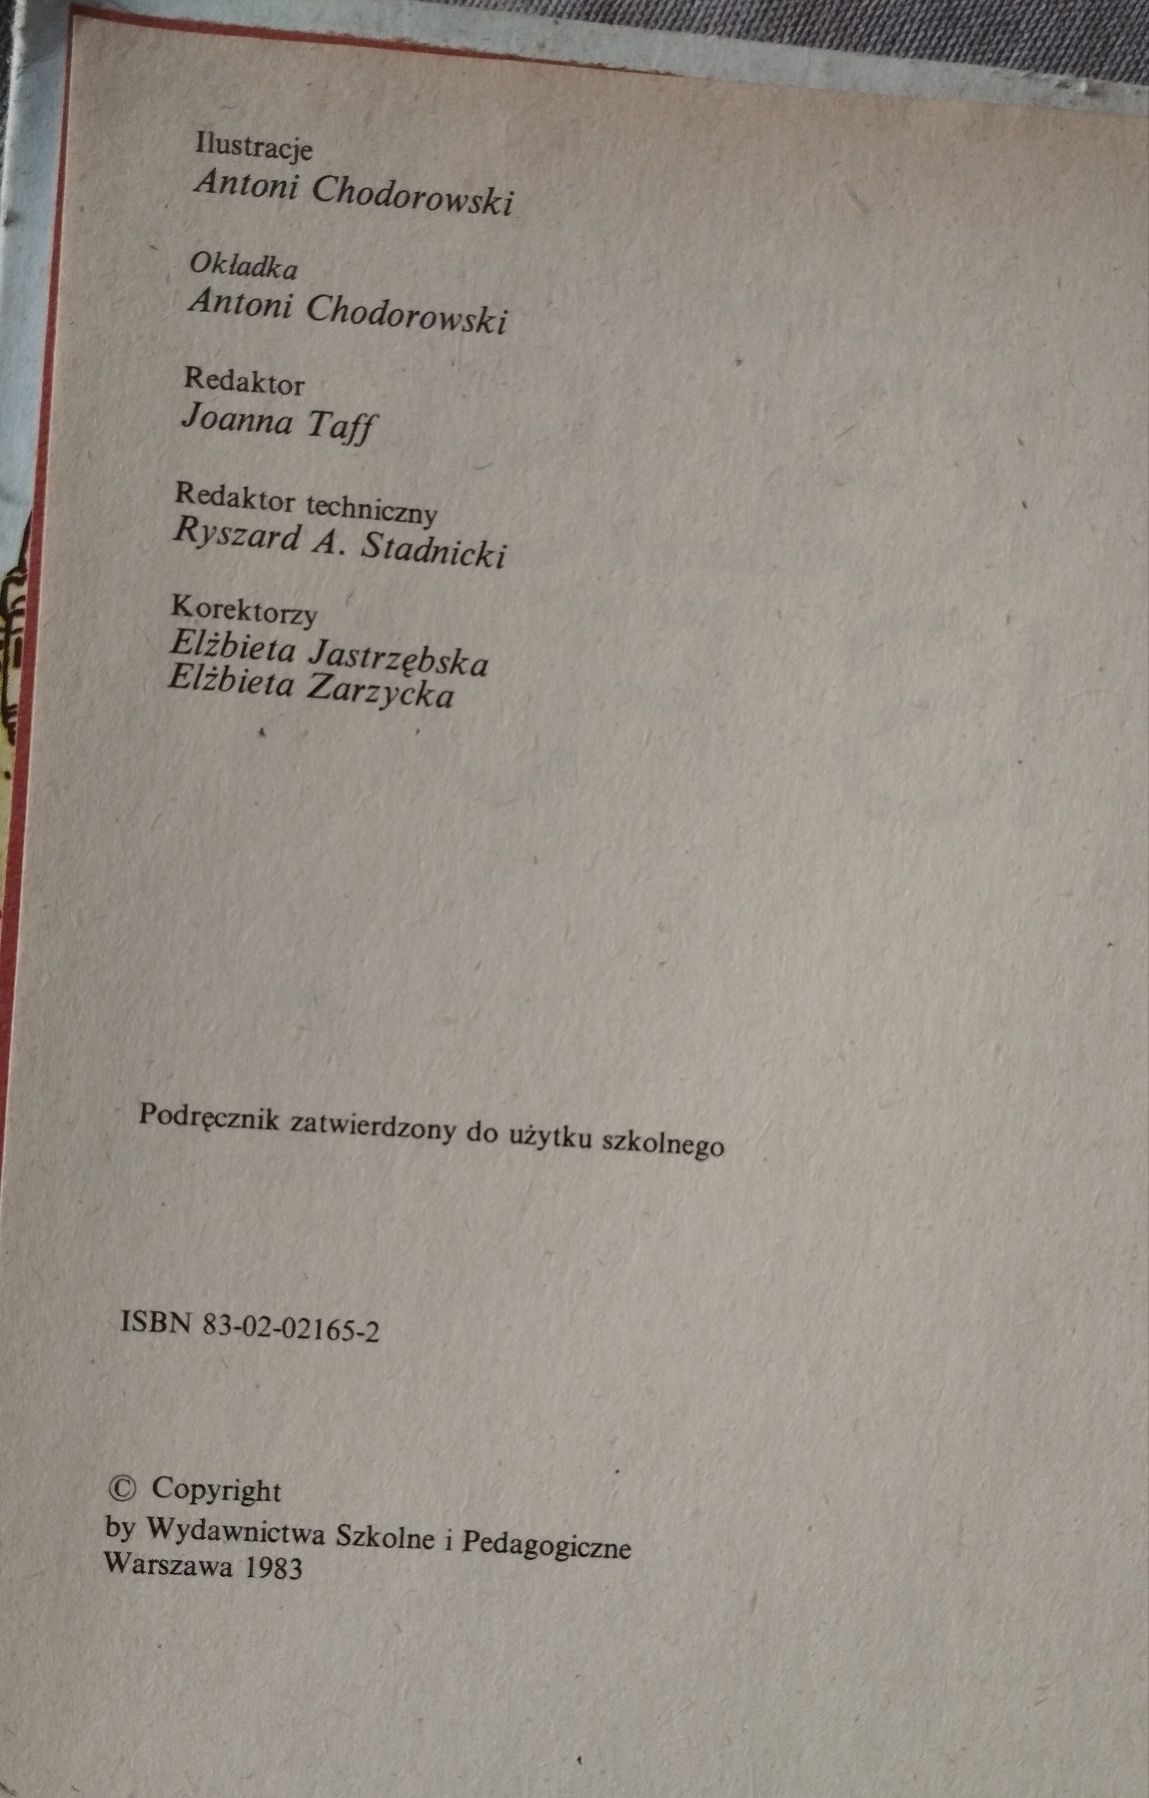 Ilustracje
Antoni Chodorowski
Okładka
Antoni Chodorowski
Redaktor
Joanna Taff
Redaktor techniczny
Ryszard A. Stadnicki
Korektorzy
Elżbieta Jastrzębska
Elżbieta Zarzycka
Podręcznik zatwierdzony do użytku szkolnego
ISBN 83-02-02165-2
© Copyright
by Wydawnictwa Szkolne i Pedagogiczne
Warszawa 1983